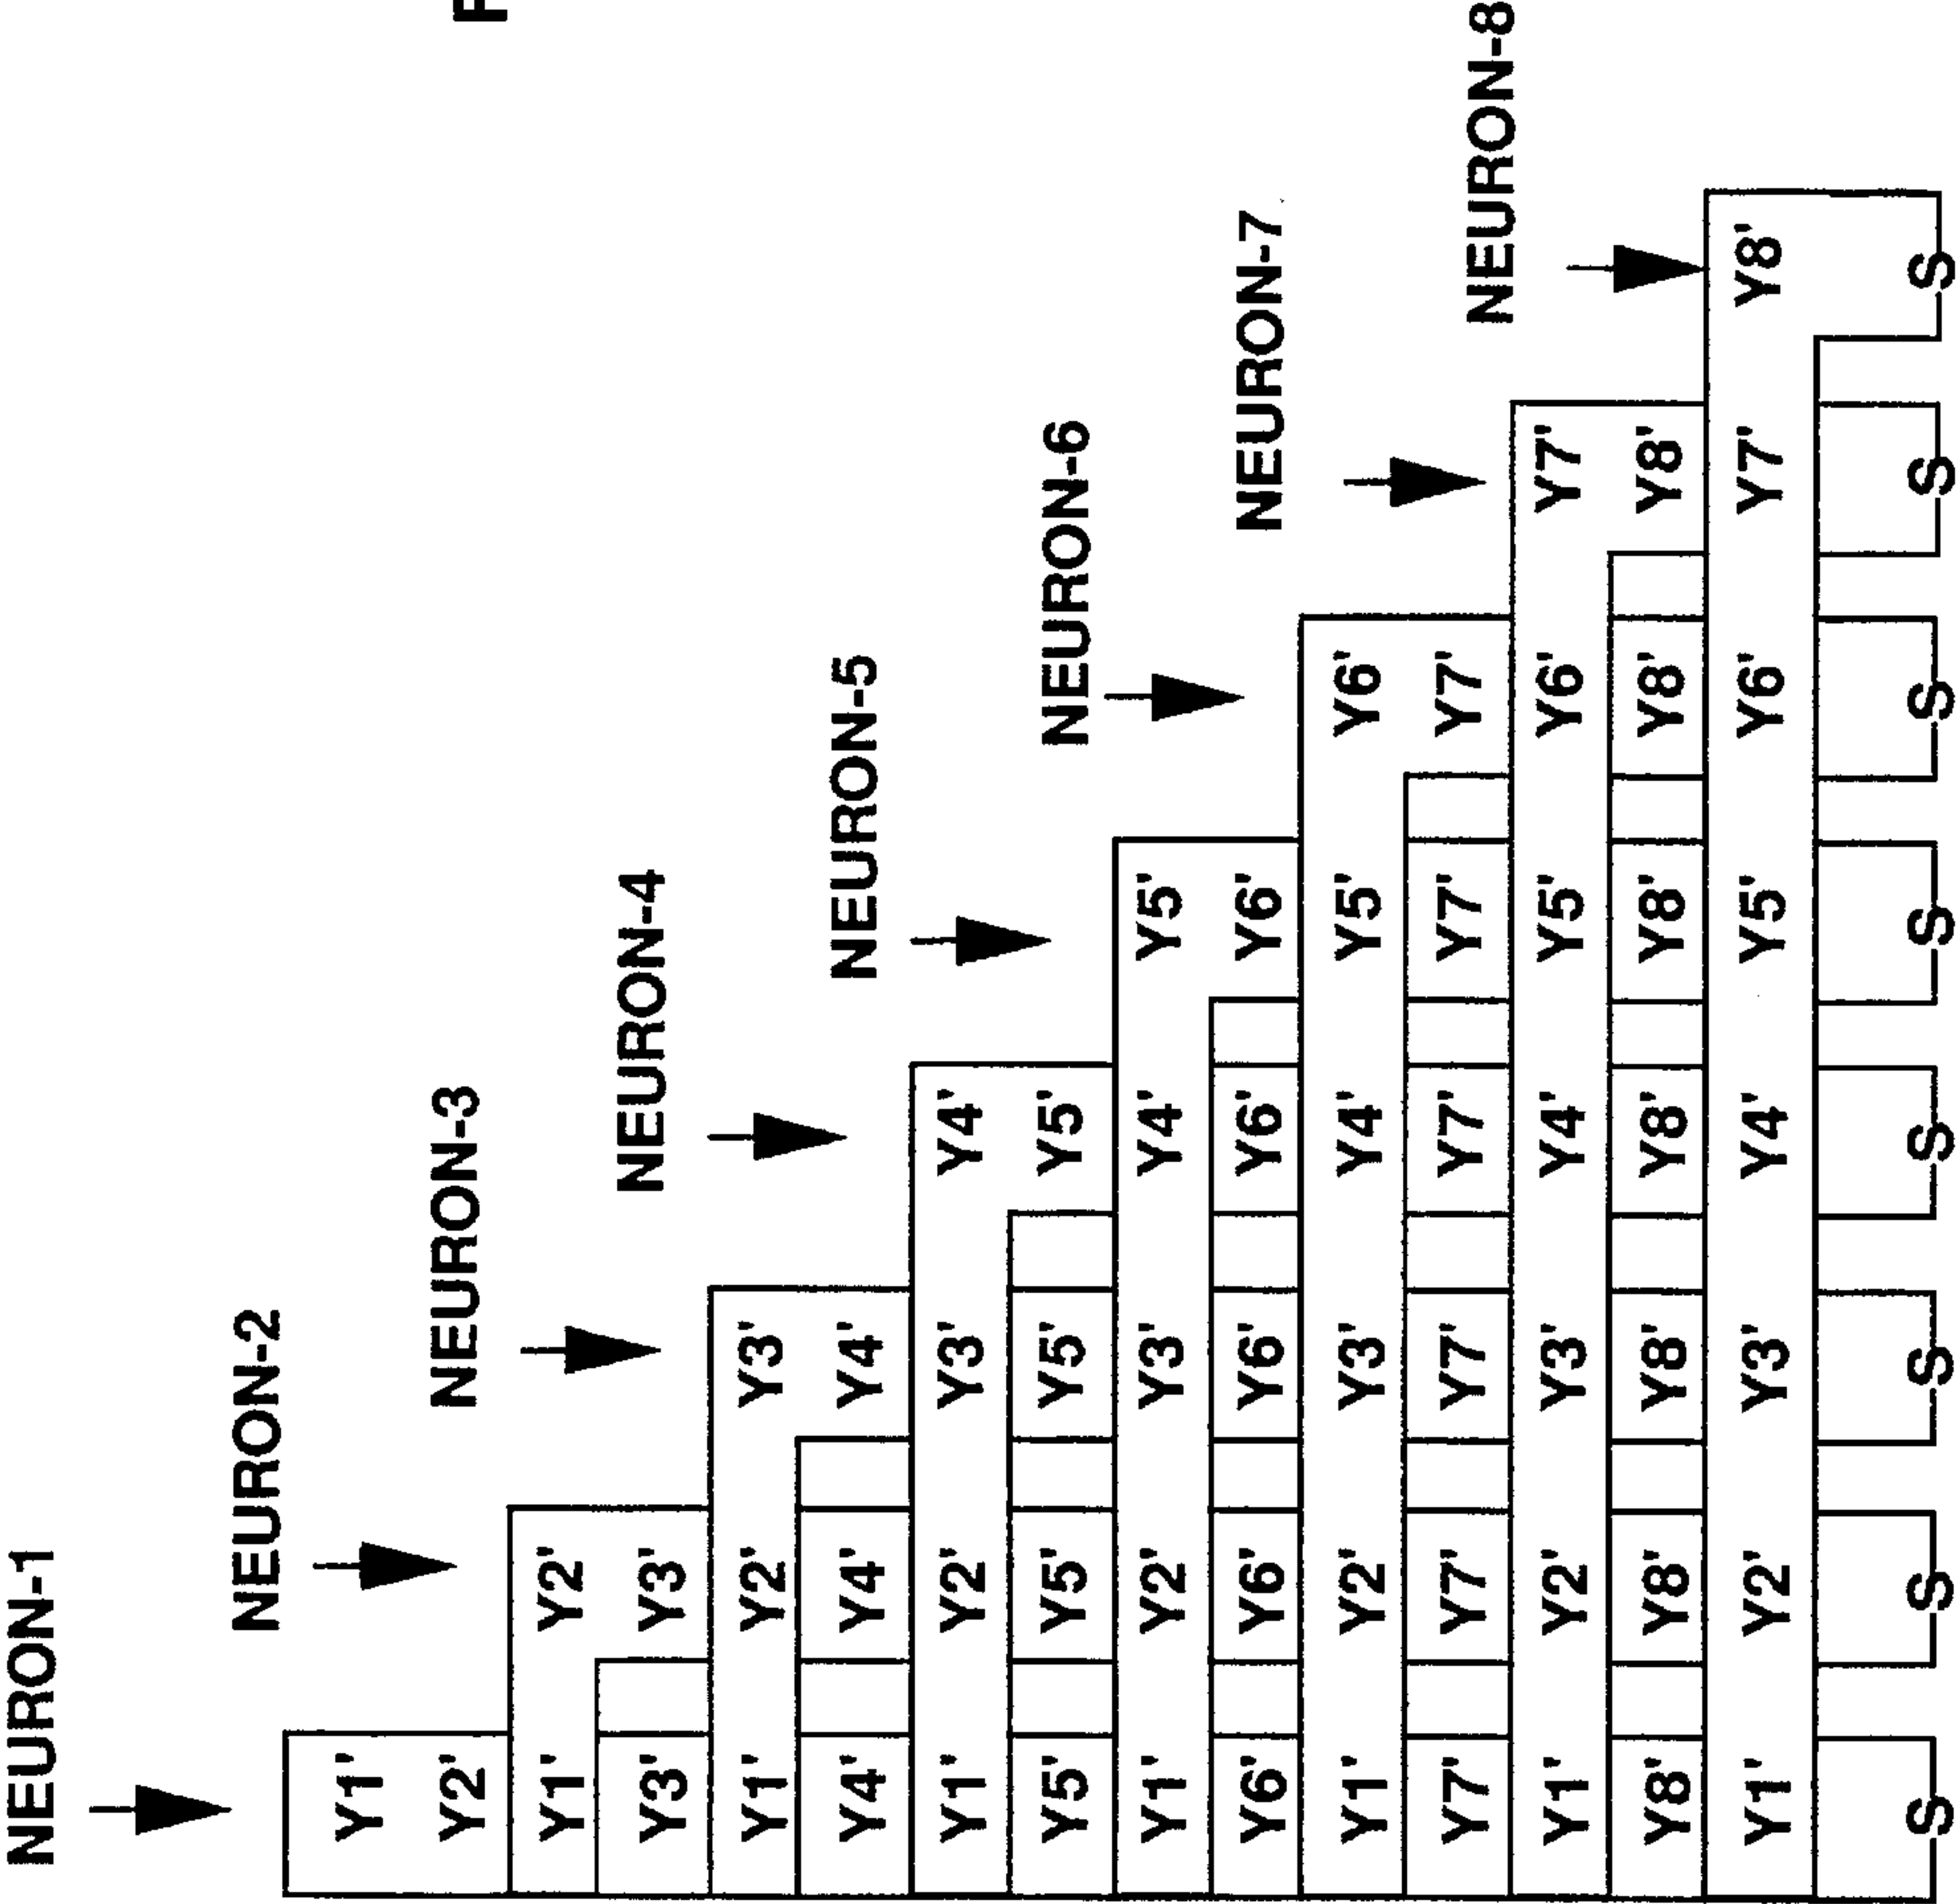 NEURON-1
NEURON-2
Y1'
NEURON-3
Y2'
Y1' Y2'
NEURON-4
Y3' Y3'
Y1' Y2' Y3'
NEURON-5
Y4' Y4' Y4'
Y1' Y2' Y3' Y4'
NEURON-6
Y5' Y5' Y5' Y5'
Y1' Y2' Y3' Y4' Y5'
NEURON-7
Y6' Y6' Y6' Y6' Y6'
Y1' Y2' Y3' Y4' Y5' Y6'
NEURON-8
Y7' Y7' Y7' Y7' Y7' Y7'
Y1' Y2' Y3' Y4' Y5' Y6' Y7'
Y8' Y8' Y8' Y8' Y8' Y8' Y8'
Y1' Y2' Y3' Y4' Y5' Y6' Y7' Y8'
S S S S S S S S